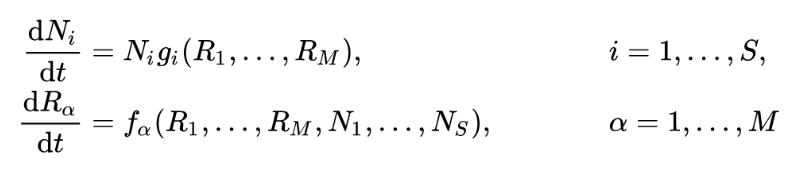 dN_i/dt = N_i g_i(R_1, . . . , R_M), i = 1, . . . , S,
dR_α/dt = f_α(R_1, . . . , R_M, N_1, . . . , N_S), α = 1, . . . , M